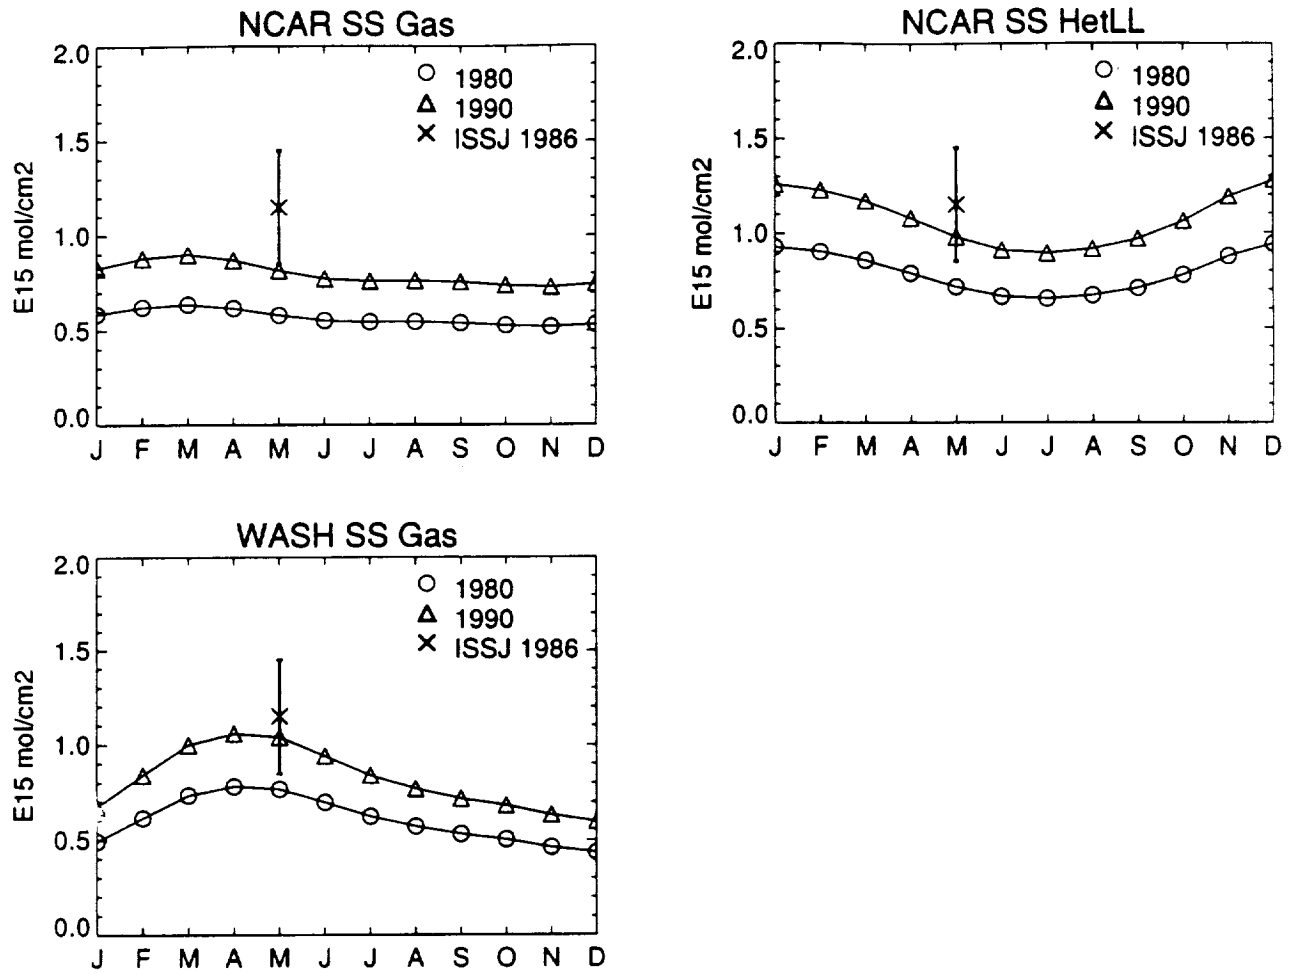 NCAR SS Gas
2.0
1.5
1.0
0.5
0.0
E15 mol/cm2
1980
1990
ISSJ 1986
J F M A M J J A S O N D
NCAR SS HetLL
2.0
1.5
1.0
0.5
0.0
E15 mol/cm2
1980
1990
ISSJ 1986
J F M A M J J A S O N D
WASH SS Gas
2.0
1.5
1.0
0.5
0.0
E15 mol/cm2
1980
1990
ISSJ 1986
J F M A M J J A S O N D